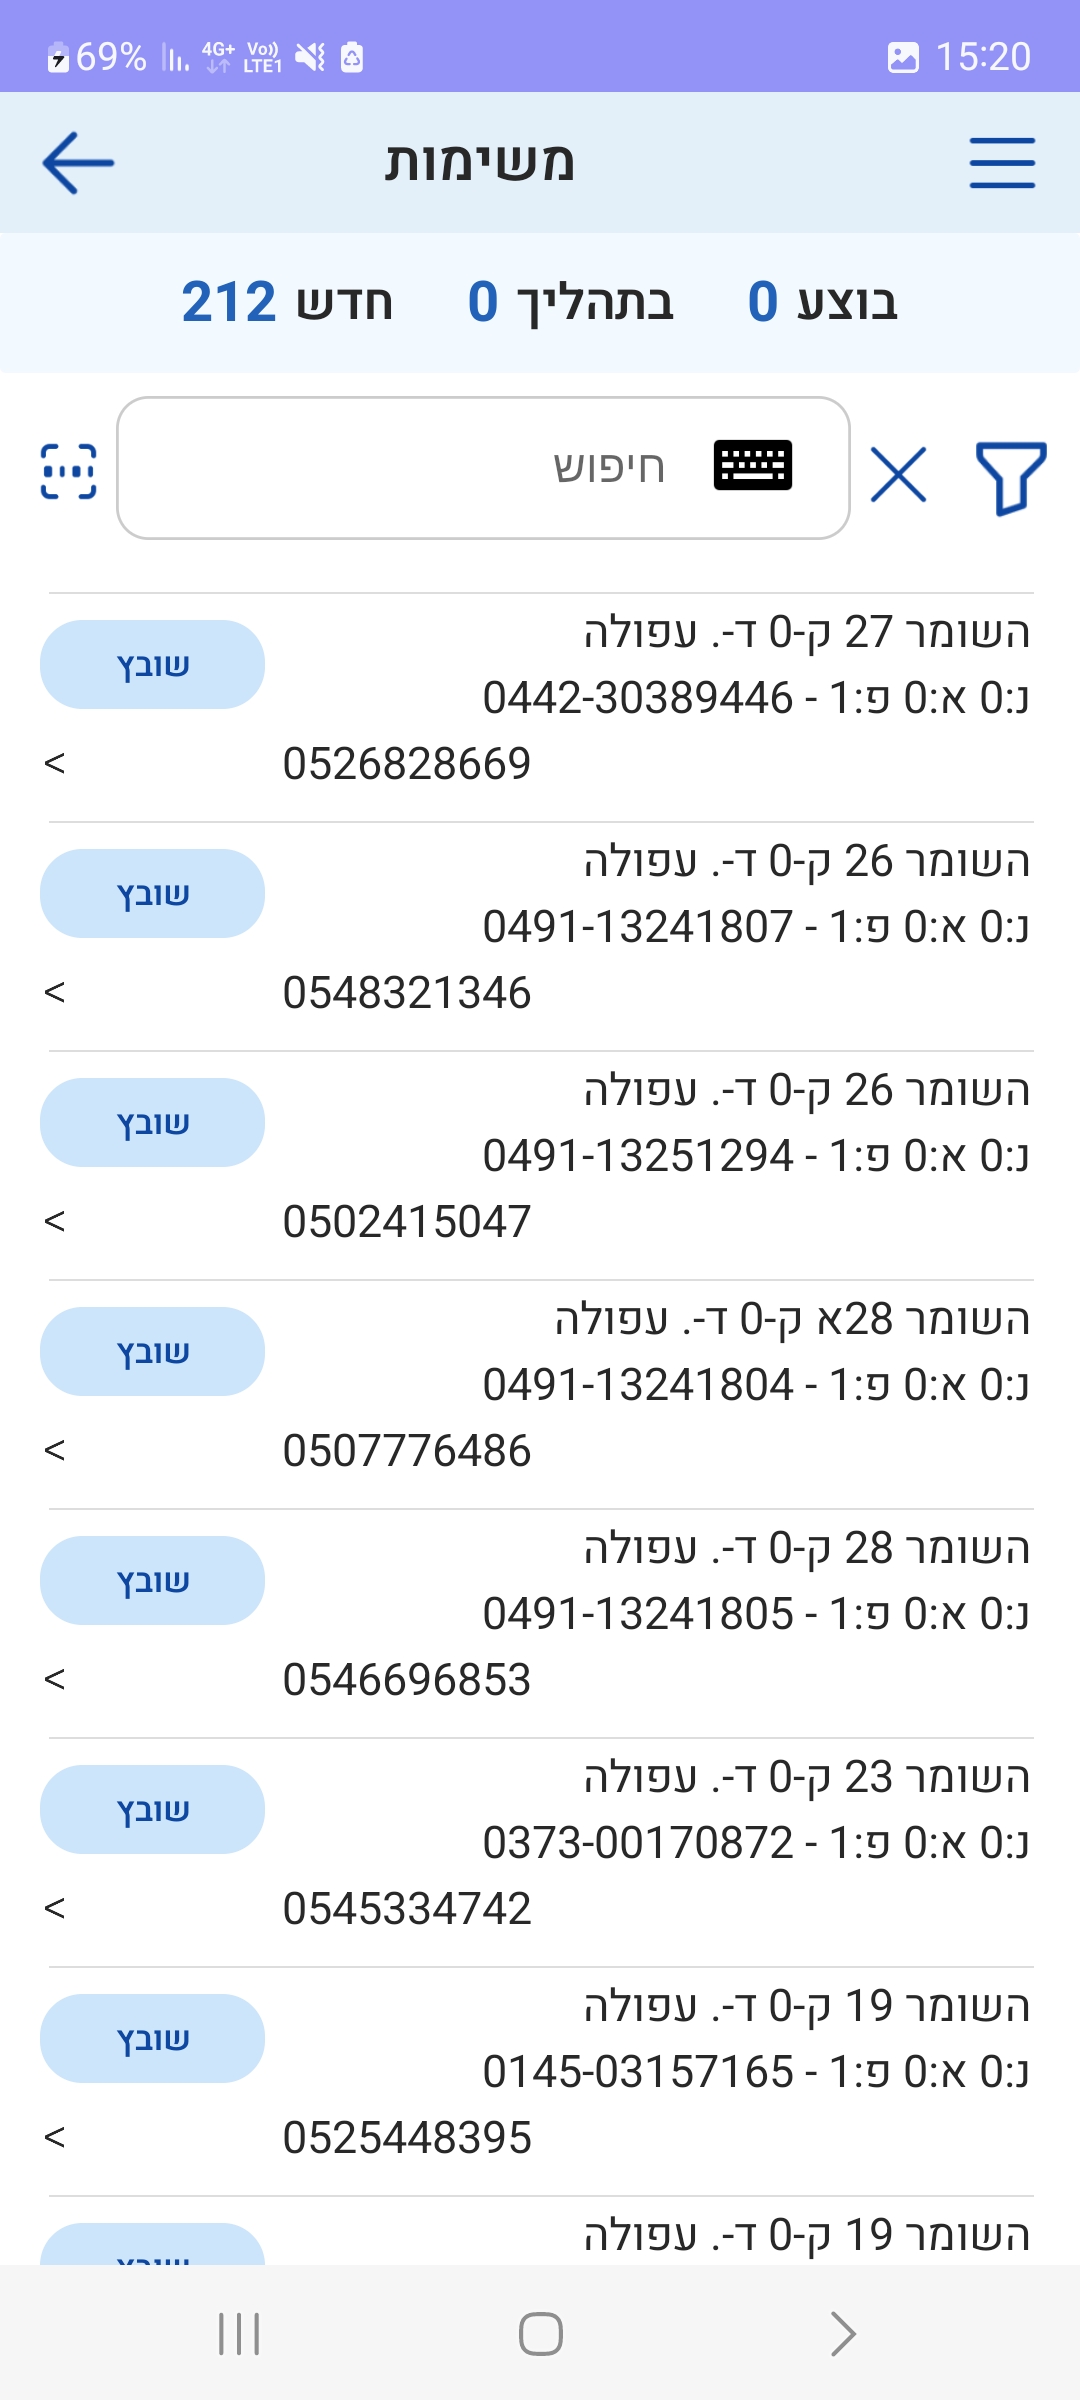 69% 4G+ Vo)) LTE1 15:20
משימות
בוצע 0 בתהליך 0 חדש 212
חיפוש
השומר 27 ק-0 ד-. עפולה
שובץ
נ:0 א:0 פ:1 - 0442-30389446
0526828669
<
השומר 26 ק-0 ד-. עפולה
שובץ
נ:0 א:0 פ:1 - 0491-13241807
0548321346
<
השומר 26 ק-0 ד-. עפולה
שובץ
נ:0 א:0 פ:1 - 0491-13251294
0502415047
<
השומר 28א ק-0 ד-. עפולה
שובץ
נ:0 א:0 פ:1 - 0491-13241804
0507776486
<
השומר 28 ק-0 ד-. עפולה
שובץ
נ:0 א:0 פ:1 - 0491-13241805
0546696853
<
השומר 23 ק-0 ד-. עפולה
שובץ
נ:0 א:0 פ:1 - 0373-00170872
0545334742
<
השומר 19 ק-0 ד-. עפולה
שובץ
נ:0 א:0 פ:1 - 0145-03157165
0525448395
<
השומר 19 ק-0 ד-. עפולה